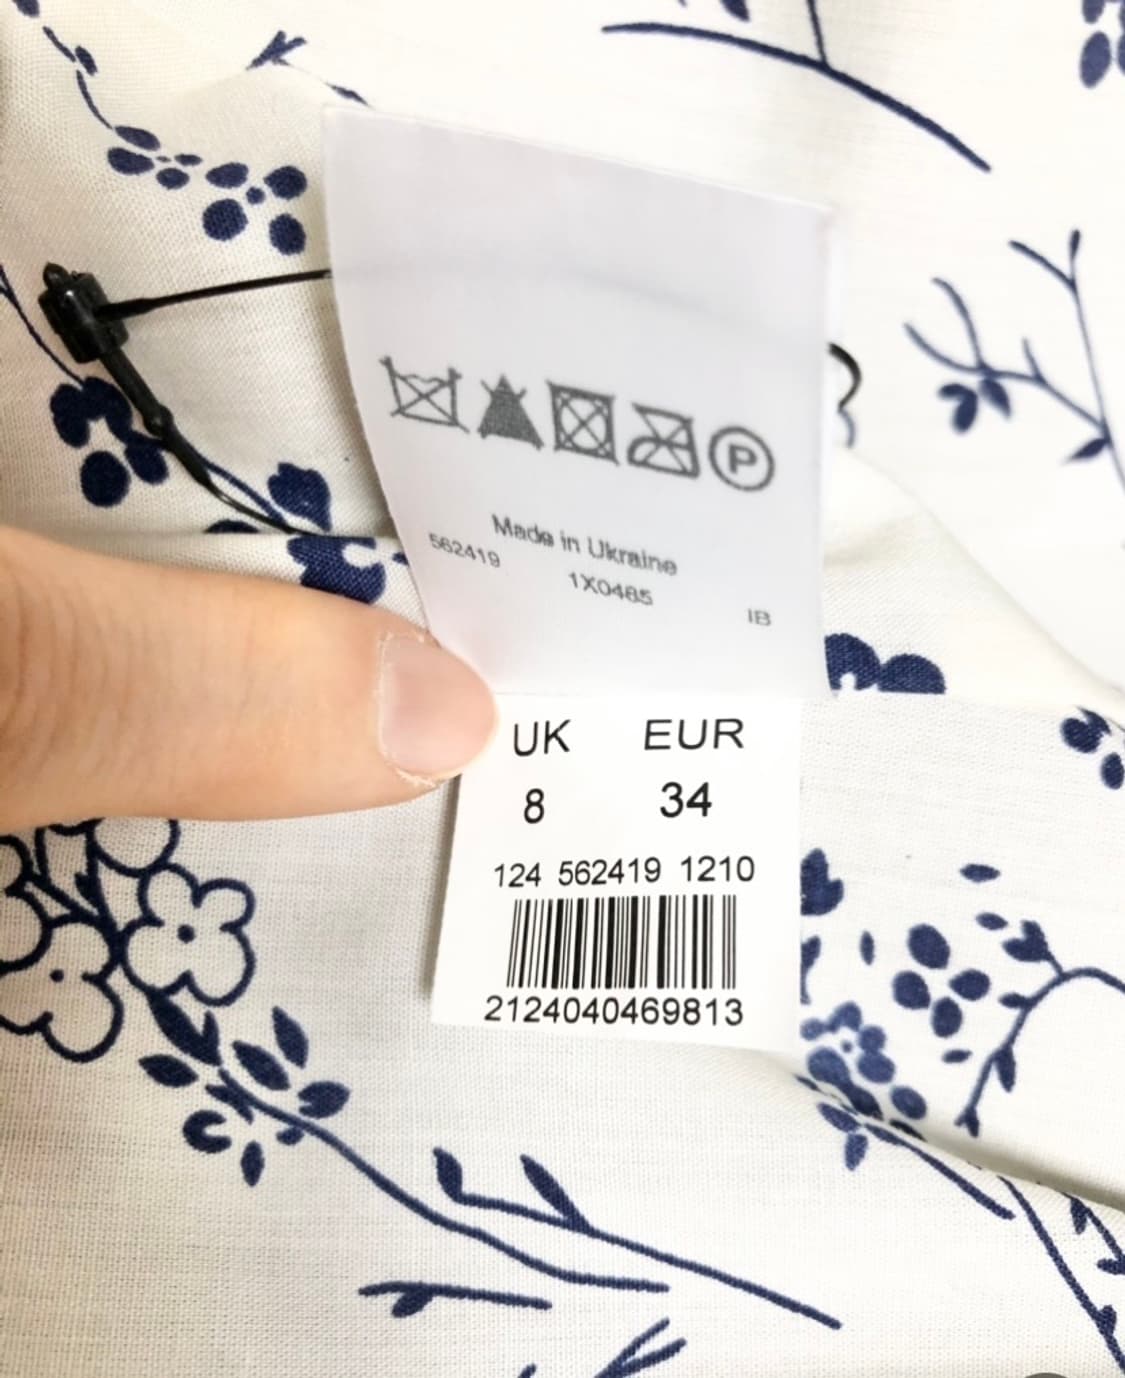 P
Made in Ukraine
562419
1X0485
IB
UK EUR
8 34
124 562419 1210
2124040469813